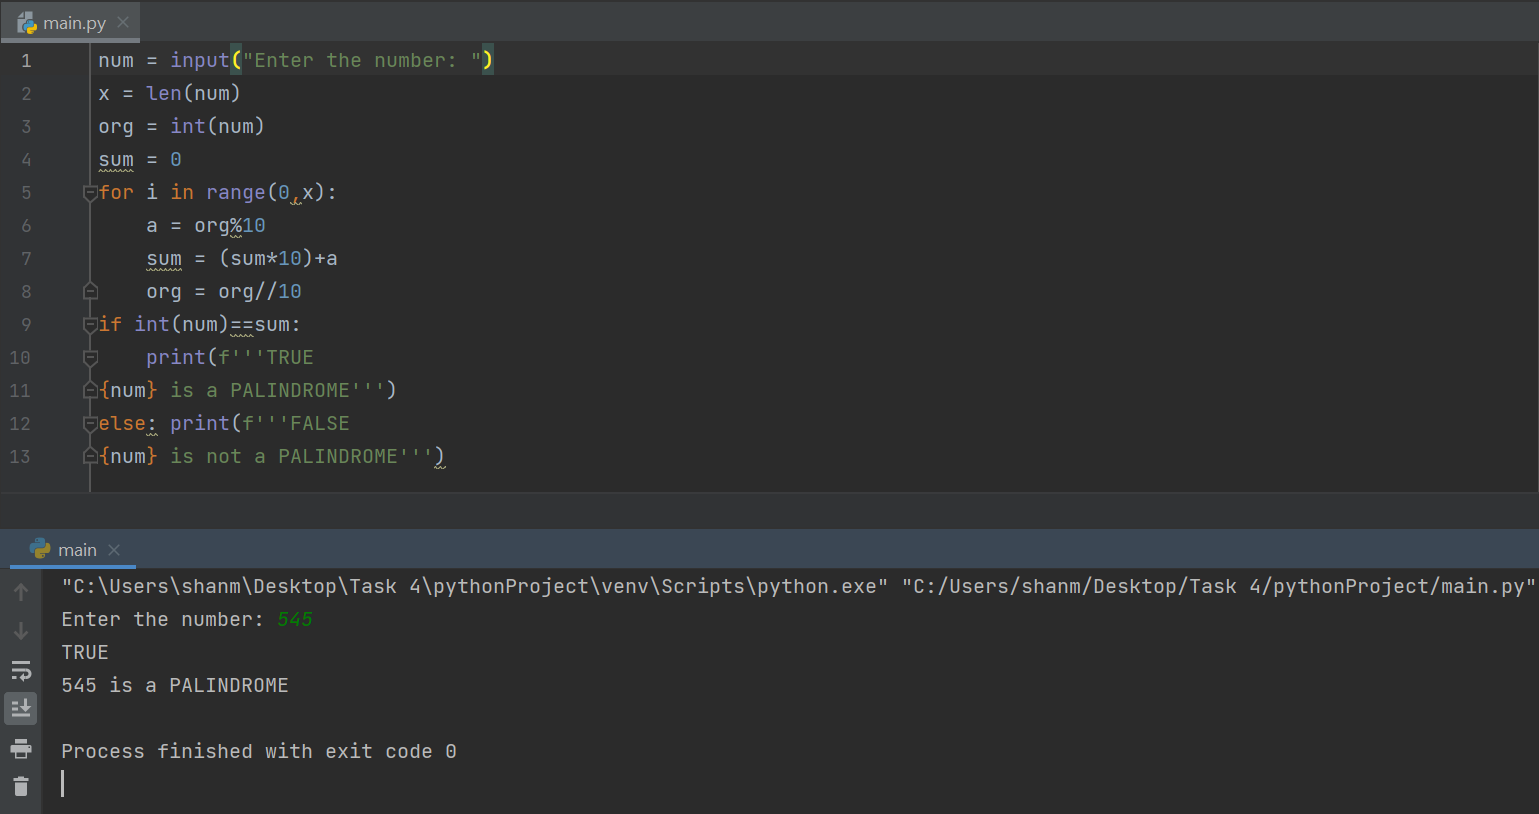 main.py
1 num = input("Enter the number: ")
2 x = len(num)
3 org = int(num)
4 sum = 0
5 for i in range(0,x):
6     a = org%10
7     sum = (sum*10)+a
8     org = org//10
9 if int(num)==sum:
10     print(f'''TRUE
11 {num} is a PALINDROME''')
12 else: print(f'''FALSE
13 {num} is not a PALINDROME''')
main
"C:\Users\shanm\Desktop\Task 4\pythonProject\venv\Scripts\python.exe" "C:/Users/shanm/Desktop/Task 4/pythonProject/main.py"
Enter the number: 545
TRUE
545 is a PALINDROME
Process finished with exit code 0